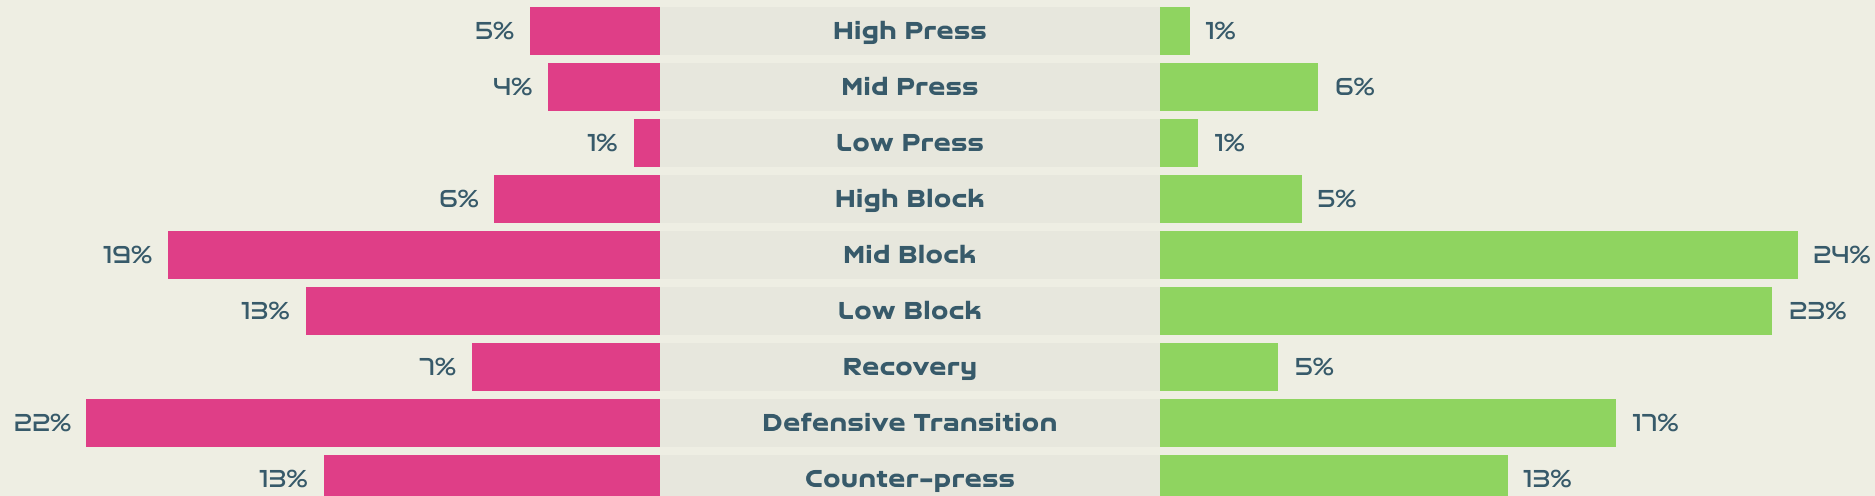 5% High Press 1%
4% Mid Press 6%
1% Low Press 1%
6% High Block 5%
19% Mid Block 24%
13% Low Block 23%
7% Recovery 5%
22% Defensive Transition 17%
13% Counter-press 13%